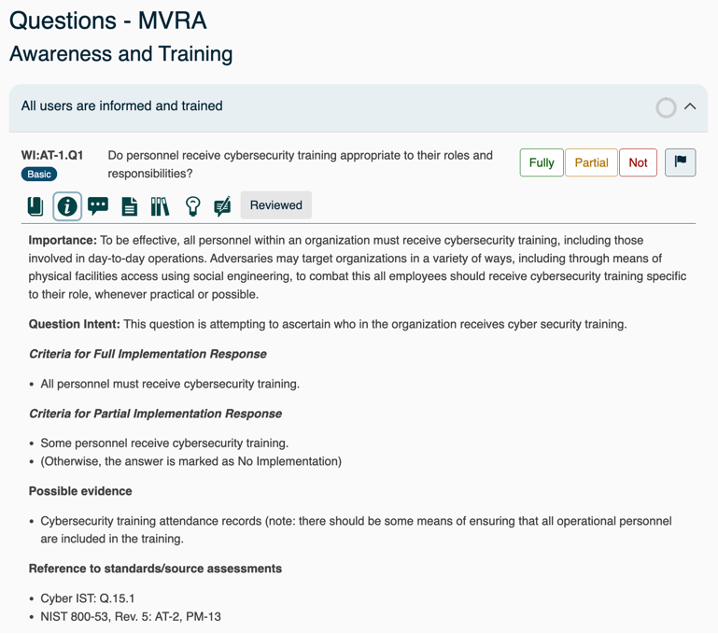 Questions - MVRA
Awareness and Training
All users are informed and trained
WI:AT-1.Q1
Basic
Do personnel receive cybersecurity training appropriate to their roles and
responsibilities?
Fully
Partial
Not
Reviewed
Importance: To be effective, all personnel within an organization must receive cybersecurity training, including those
involved in day-to-day operations. Adversaries may target organizations in a variety of ways, including through means of
physical facilities access using social engineering, to combat this all employees should receive cybersecurity training specific
to their role, whenever practical or possible.
Question Intent: This question is attempting to ascertain who in the organization receives cyber security training.
Criteria for Full Implementation Response
• All personnel must receive cybersecurity training.
Criteria for Partial Implementation Response
• Some personnel receive cybersecurity training.
• (Otherwise, the answer is marked as No Implementation)
Possible evidence
• Cybersecurity training attendance records (note: there should be some means of ensuring that all operational personnel
are included in the training.
Reference to standards/source assessments
• Cyber IST: Q.15.1
• NIST 800-53, Rev. 5: AT-2, PM-13